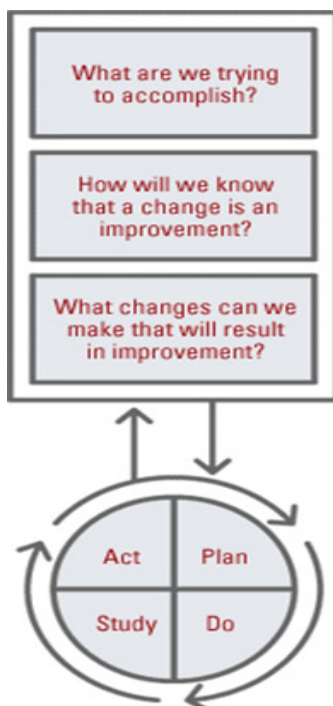 What are we trying
to accomplish?
How will we know
that a change is an
improvement?
What changes can we
make that will result
in improvement?
Act
Plan
Study
Do